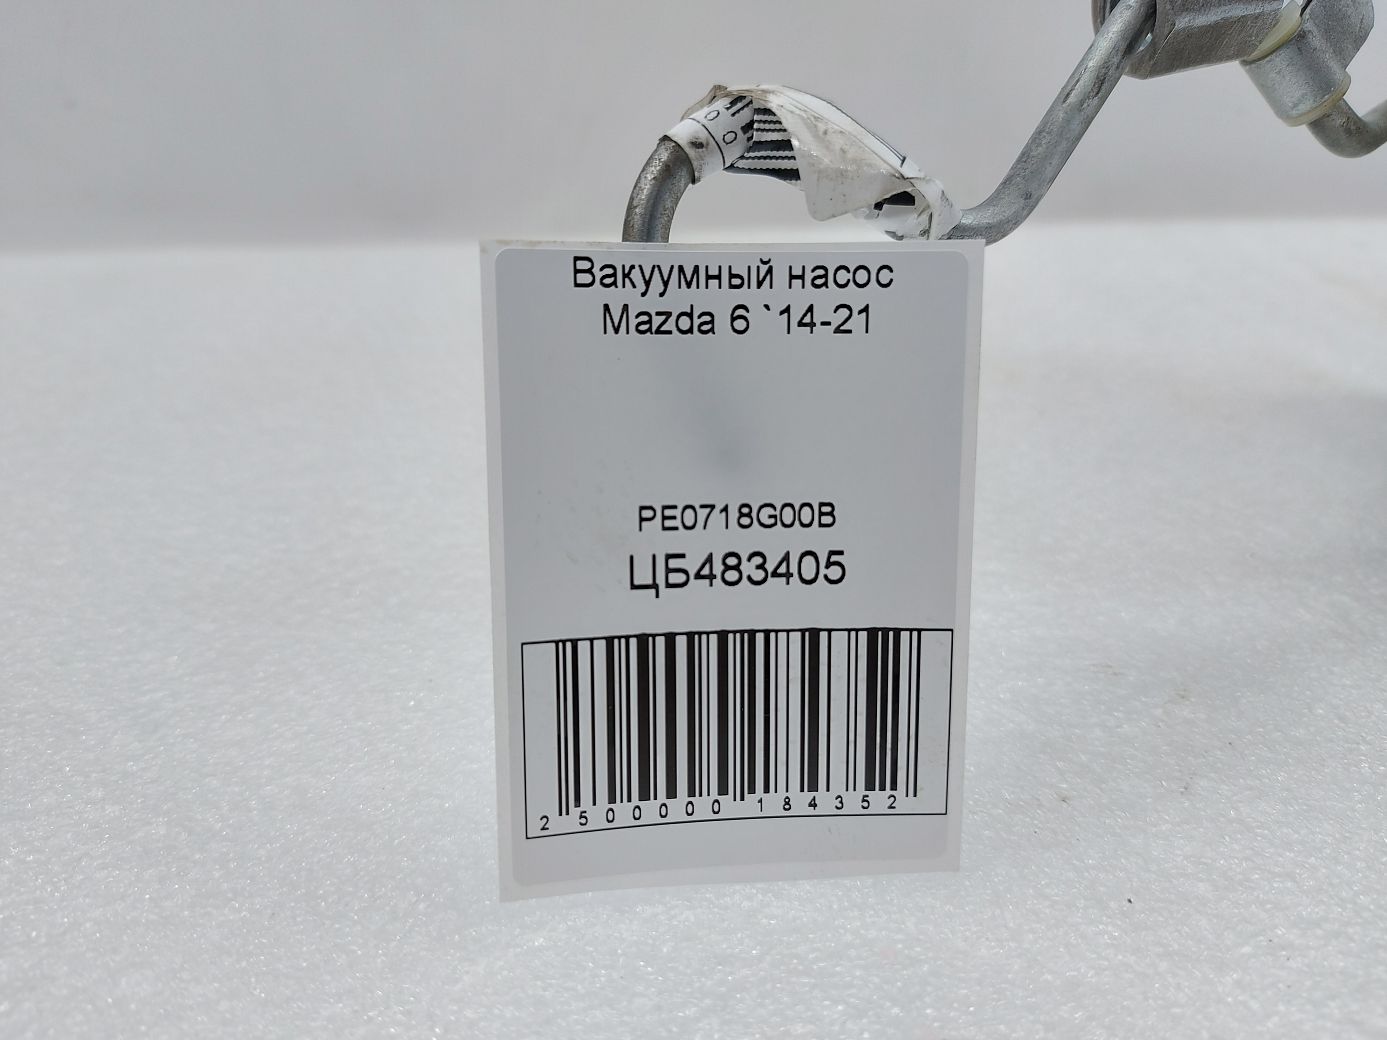 Вакуумный насос
Mazda 6 `14-21
PE0718G00B
ЦБ483405
2 500000 184352